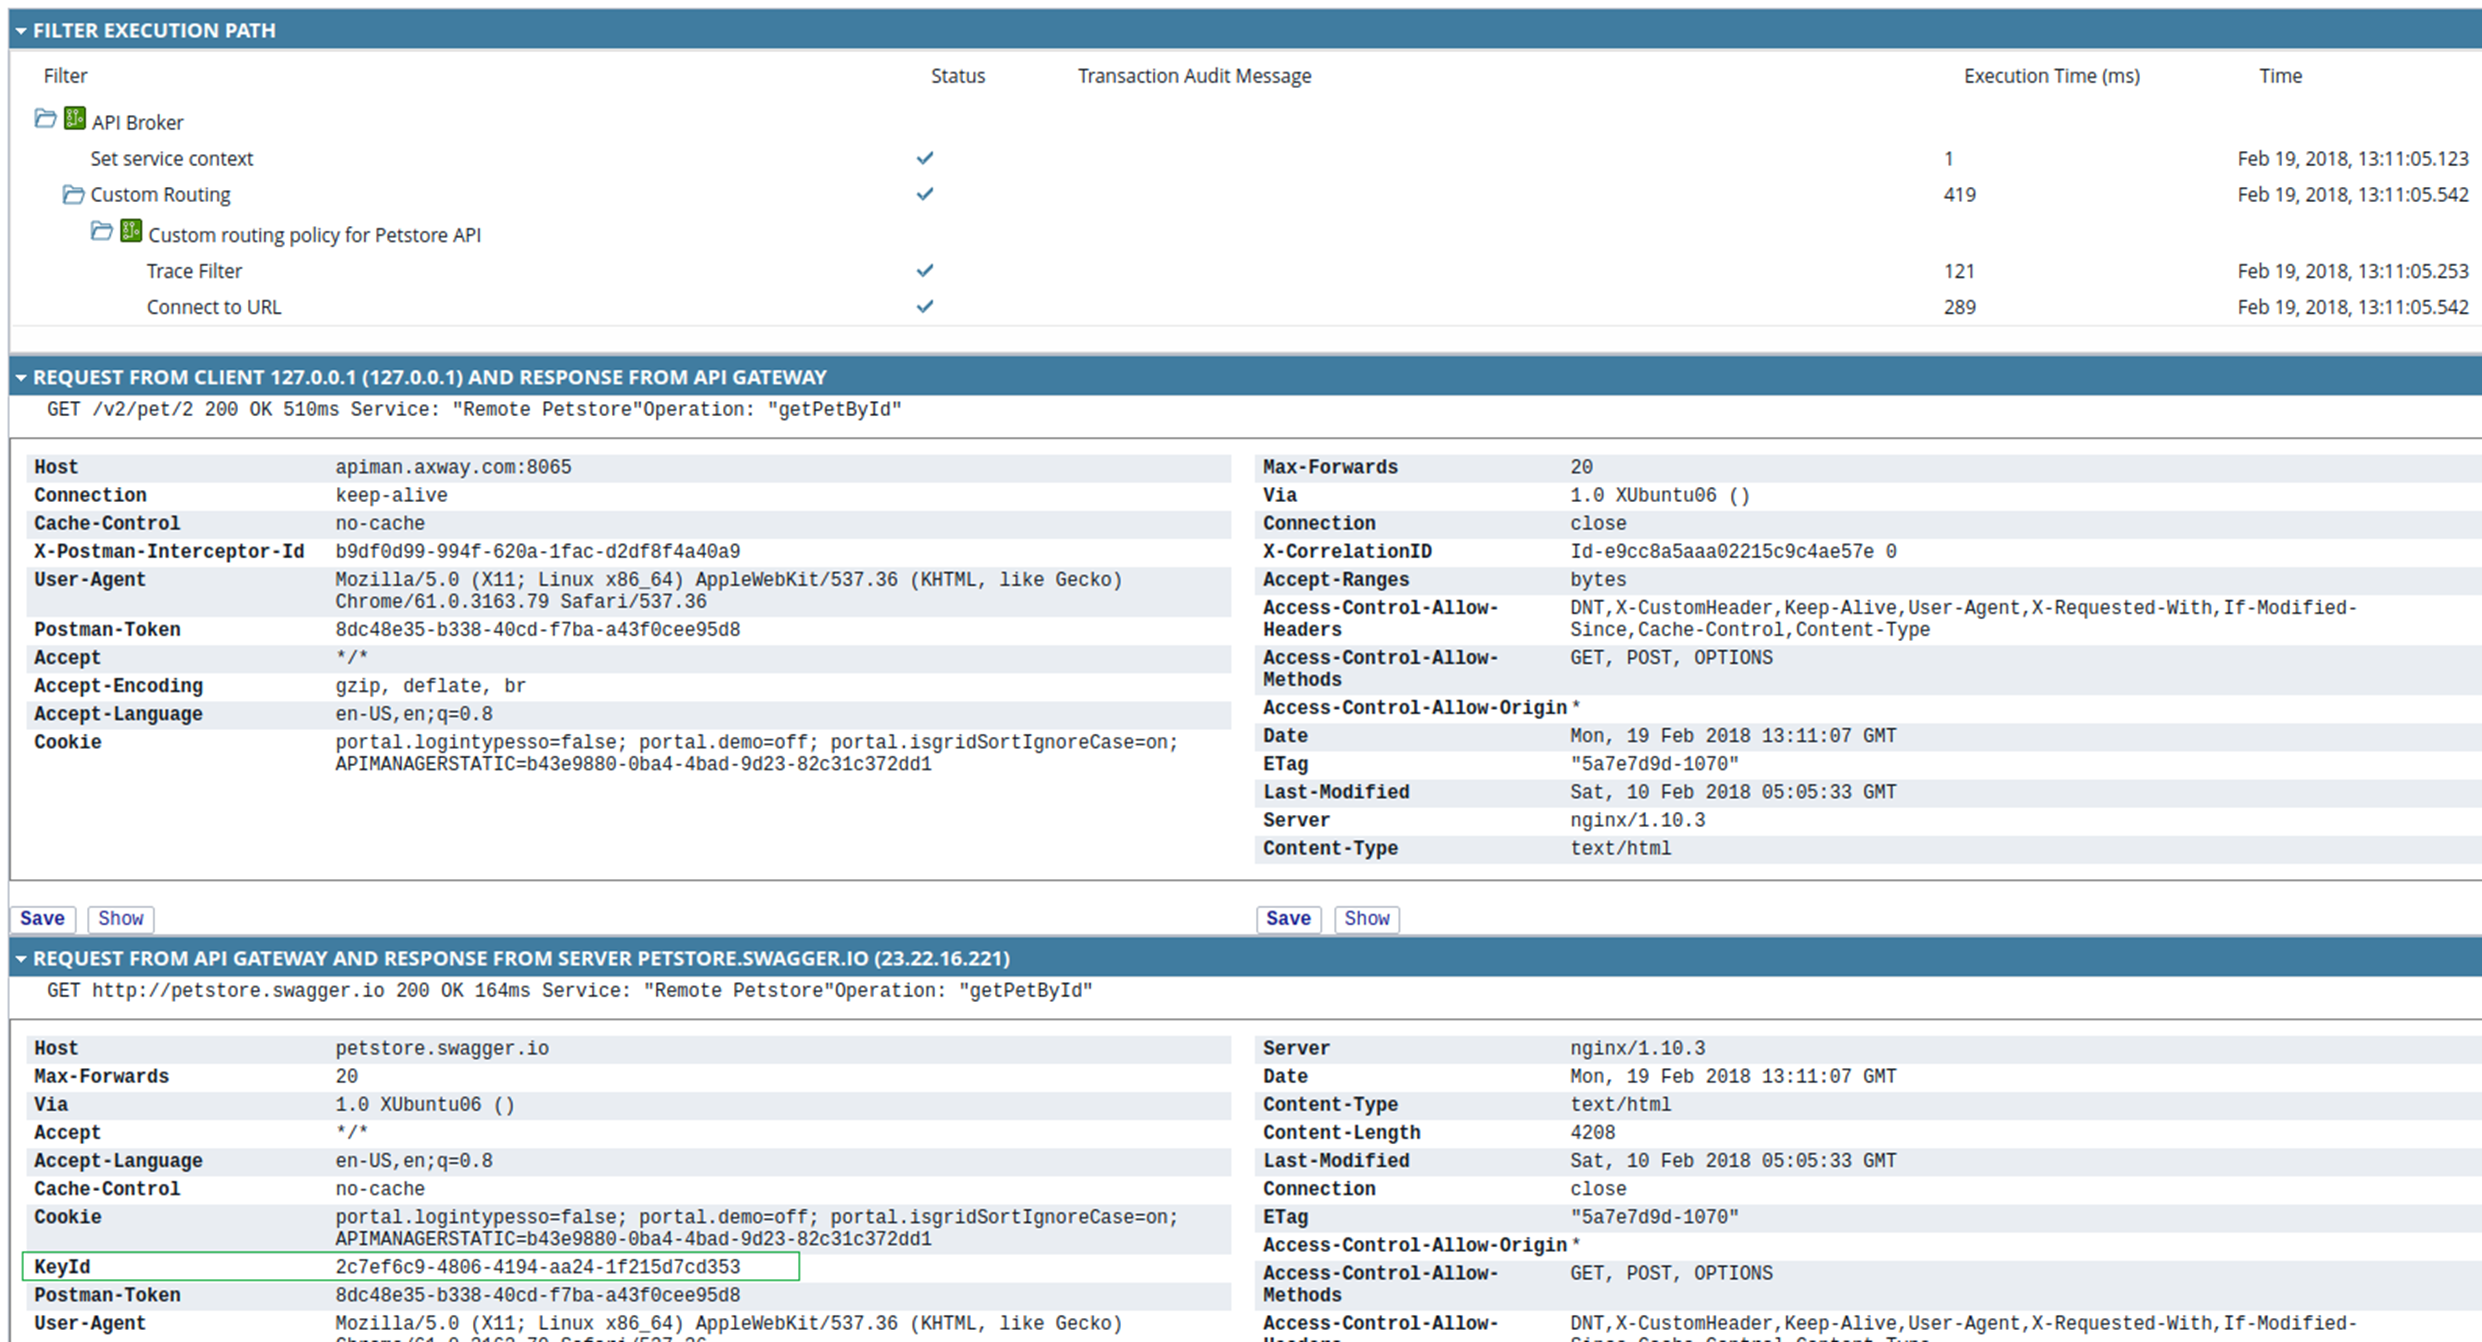 FILTER EXECUTION PATH
Filter Status Transaction Audit Message Execution Time (ms) Time
API Broker
Set service context 1 Feb 19, 2018, 13:11:05.123
Custom Routing 419 Feb 19, 2018, 13:11:05.542
Custom routing policy for Petstore API
Trace Filter 121 Feb 19, 2018, 13:11:05.253
Connect to URL 289 Feb 19, 2018, 13:11:05.542
REQUEST FROM CLIENT 127.0.0.1 (127.0.0.1) AND RESPONSE FROM API GATEWAY
GET /v2/pet/2 200 OK 510ms Service: "Remote Petstore"Operation: "getPetById"
Host apiman.axway.com:8065
Connection keep-alive
Cache-Control no-cache
X-Postman-Interceptor-Id b9df0d99-994f-620a-1fac-d2df8f4a40a9
User-Agent Mozilla/5.0 (X11; Linux x86_64) AppleWebKit/537.36 (KHTML, like Gecko)
Chrome/61.0.3163.79 Safari/537.36
Postman-Token 8dc48e35-b338-40cd-f7ba-a43f0cee95d8
Accept */*
Accept-Encoding gzip, deflate, br
Accept-Language en-US,en;q=0.8
Cookie portal.logintypesso=false; portal.demo=off; portal.isgridSortIgnoreCase=on;
APIMANAGERSTATIC=b43e9880-0ba4-4bad-9d23-82c31c372dd1
Max-Forwards 20
Via 1.0 XUbuntu06 ()
Connection close
X-CorrelationID Id-e9cc8a5aaa02215c9c4ae57e 0
Accept-Ranges bytes
Access-Control-Allow- DNT,X-CustomHeader,Keep-Alive,User-Agent,X-Requested-With,If-Modified-
Headers Since,Cache-Control,Content-Type
Access-Control-Allow- GET, POST, OPTIONS
Methods
Access-Control-Allow-Origin *
Date Mon, 19 Feb 2018 13:11:07 GMT
ETag "5a7e7d9d-1070"
Last-Modified Sat, 10 Feb 2018 05:05:33 GMT
Server nginx/1.10.3
Content-Type text/html
Save Show
Save Show
REQUEST FROM API GATEWAY AND RESPONSE FROM SERVER PETSTORE.SWAGGER.IO (23.22.16.221)
GET http://petstore.swagger.io 200 OK 164ms Service: "Remote Petstore"Operation: "getPetById"
Host petstore.swagger.io
Max-Forwards 20
Via 1.0 XUbuntu06 ()
Accept */*
Accept-Language en-US,en;q=0.8
Cache-Control no-cache
Cookie portal.logintypesso=false; portal.demo=off; portal.isgridSortIgnoreCase=on;
APIMANAGERSTATIC=b43e9880-0ba4-4bad-9d23-82c31c372dd1
KeyId 2c7ef6c9-4806-4194-aa24-1f215d7cd353
Postman-Token 8dc48e35-b338-40cd-f7ba-a43f0cee95d8
User-Agent Mozilla/5.0 (X11; Linux x86_64) AppleWebKit/537.36 (KHTML, like Gecko)
Server nginx/1.10.3
Date Mon, 19 Feb 2018 13:11:07 GMT
Content-Type text/html
Content-Length 4208
Last-Modified Sat, 10 Feb 2018 05:05:33 GMT
Connection close
ETag "5a7e7d9d-1070"
Access-Control-Allow-Origin *
Access-Control-Allow- GET, POST, OPTIONS
Methods
Access-Control-Allow- DNT,X-CustomHeader,Keep-Alive,User-Agent,X-Requested-With,If-Modified-